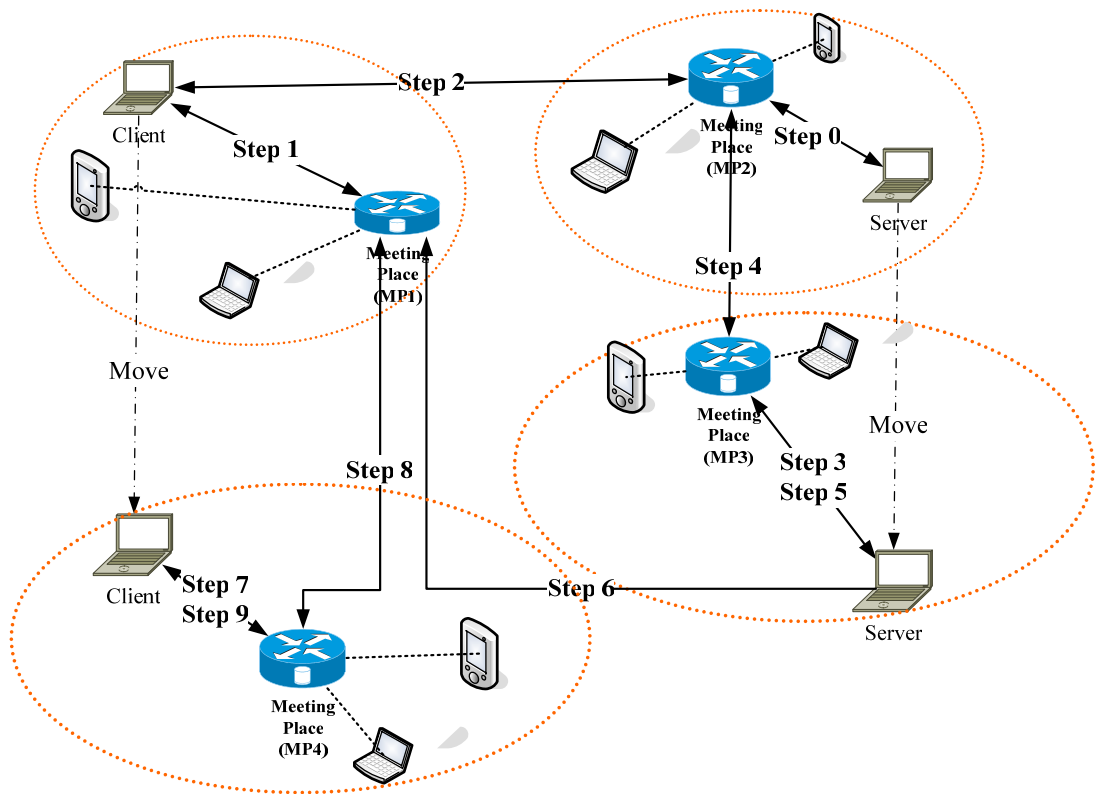 Step 2
Client
Step 1
Meeting
Place
(MP1)
Meeting
Place
(MP2)
Step 0
Server
Step 4
Move
Meeting
Place
(MP3)
Move
Step 3
Step 5
Step 8
Client
Step 7
Step 9
Step 6
Server
Meeting
Place
(MP4)